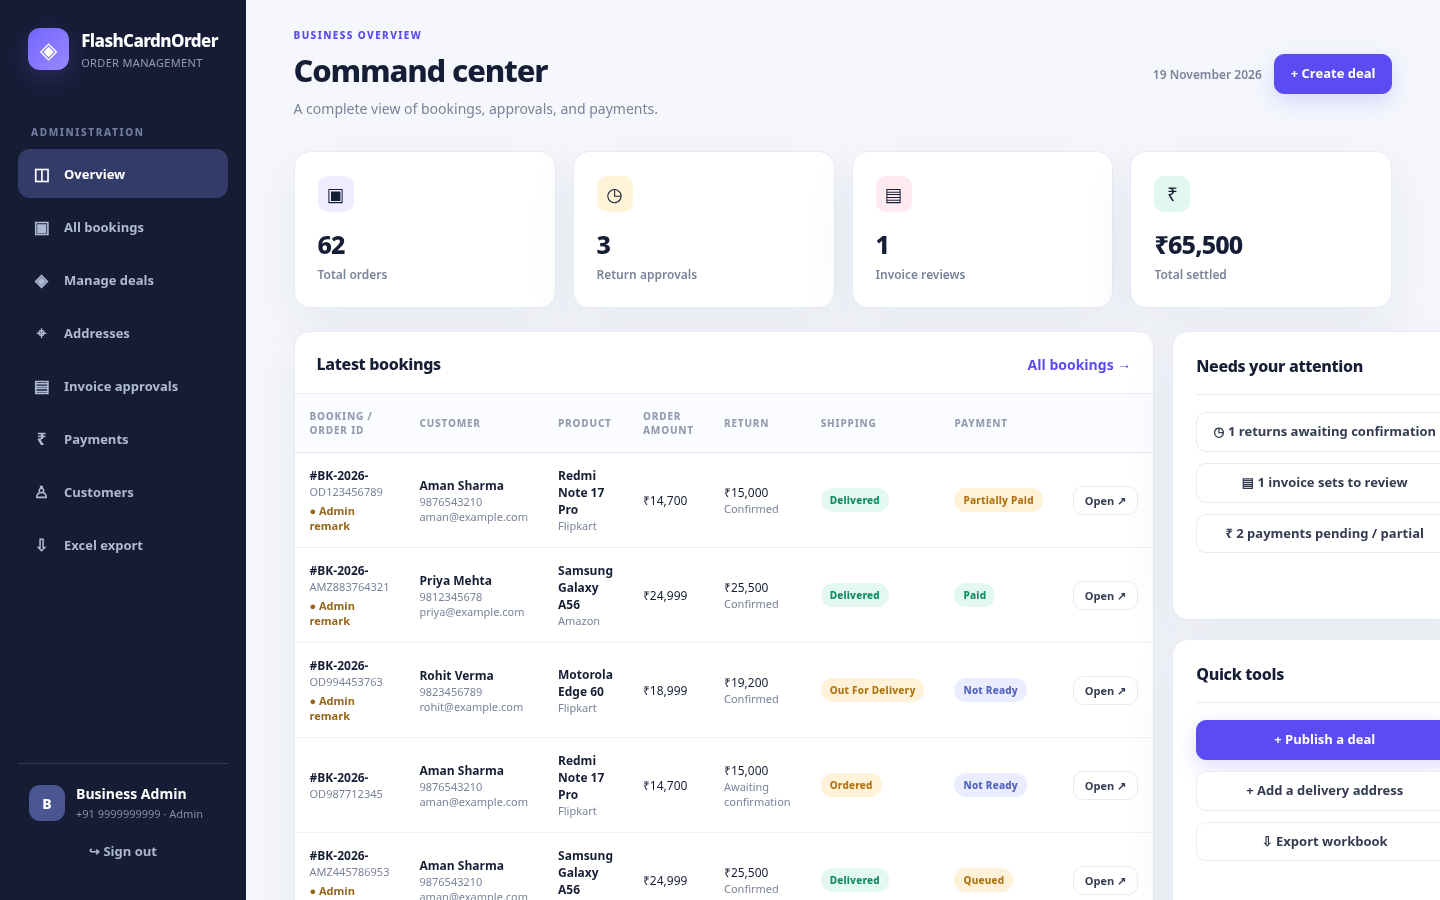 FlashCardnOrder
ORDER MANAGEMENT
ADMINISTRATION
Overview
All bookings
Manage deals
Addresses
Invoice approvals
₹ Payments
Customers
Excel export
B
Business Admin
+91 9999999999 · Admin
↪ Sign out
BUSINESS OVERVIEW
Command center
A complete view of bookings, approvals, and payments.
19 November 2026
+ Create deal
62
Total orders
3
Return approvals
1
Invoice reviews
₹
₹65,500
Total settled
Latest bookings
All bookings →
BOOKING /
ORDER ID
CUSTOMER
PRODUCT
ORDER
AMOUNT
RETURN
SHIPPING
PAYMENT
#BK-2026-
OD123456789
● Admin
remark
Aman Sharma
9876543210
aman@example.com
Redmi
Note 17
Pro
Flipkart
₹14,700
₹15,000
Confirmed
Delivered
Partially Paid
Open ↗
#BK-2026-
AMZ883764321
● Admin
remark
Priya Mehta
9812345678
priya@example.com
Samsung
Galaxy
A56
Amazon
₹24,999
₹25,500
Confirmed
Delivered
Paid
Open ↗
#BK-2026-
OD994453763
● Admin
remark
Rohit Verma
9823456789
rohit@example.com
Motorola
Edge 60
Flipkart
₹18,999
₹19,200
Confirmed
Out For Delivery
Not Ready
Open ↗
#BK-2026-
OD987712345
Aman Sharma
9876543210
aman@example.com
Redmi
Note 17
Pro
Flipkart
₹14,700
₹15,000
Awaiting
confirmation
Ordered
Not Ready
Open ↗
#BK-2026-
AMZ445786953
● Admin
Aman Sharma
9876543210
aman@example.com
Samsung
Galaxy
A56
₹24,999
₹25,500
Confirmed
Delivered
Queued
Open ↗
Needs your attention
◷ 1 returns awaiting confirmation
▤ 1 invoice sets to review
₹ 2 payments pending / partial
Quick tools
+ Publish a deal
+ Add a delivery address
⇩ Export workbook